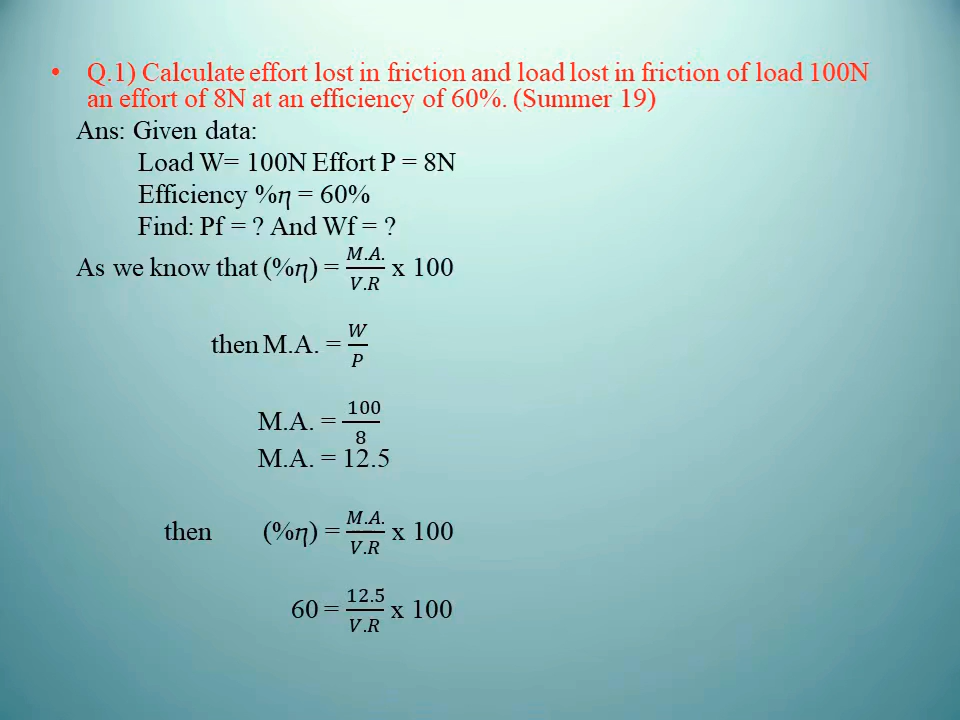 • Q.1) Calculate effort lost in friction and load lost in friction of load 100N
an effort of 8N at an efficiency of 60%. (Summer 19)
Ans: Given data:
Load W= 100N Effort P = 8N
Efficiency %η = 60%
Find: Pf = ? And Wf = ?
As we know that (%η) = M.A./V.R x 100
then M.A. = W/P
M.A. = 100/8
M.A. = 12.5
then (%η) = M.A./V.R x 100
60 = 12.5/V.R x 100